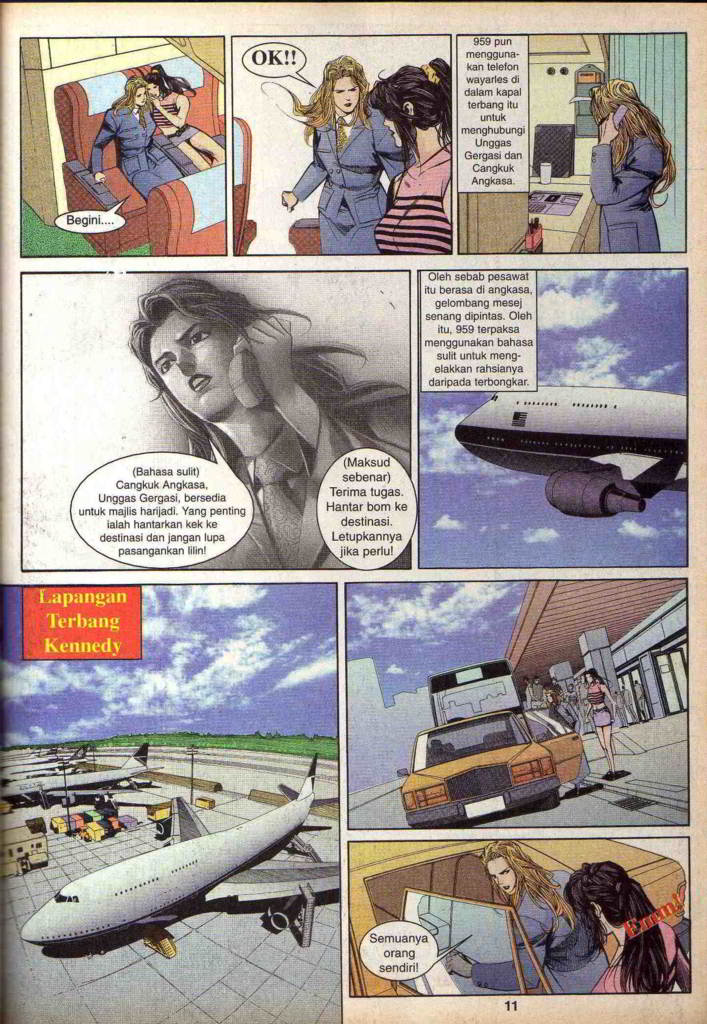 Begini....
OK!!
959 pun
mengguna-
kan telefon
wayarles di
dalam kapal
terbang itu
untuk
menghubungi
Unggas
Gergasi dan
Cangkuk
Angkasa.
(Bahasa sulit)
Cangkuk Angkasa,
Unggas Gergasi, bersedia
untuk majlis harijadi. Yang penting
ialah hantarkan kek ke
destinasi dan jangan lupa
pasangankan lilin!
(Maksud
sebenar)
Terima tugas.
Hantar bom ke
destinasi.
Letupkannya
jika perlu!
Oleh sebab pesawat
itu berasa di angkasa,
gelombang mesej
senang dipintas. Oleh
itu, 959 terpaksa
menggunakan bahasa
sulit untuk meng-
elakkan rahsianya
daripada terbongkar.
Lapangan
Terbang
Kennedy
Semuanya
orang
sendiri!
Emm!
11